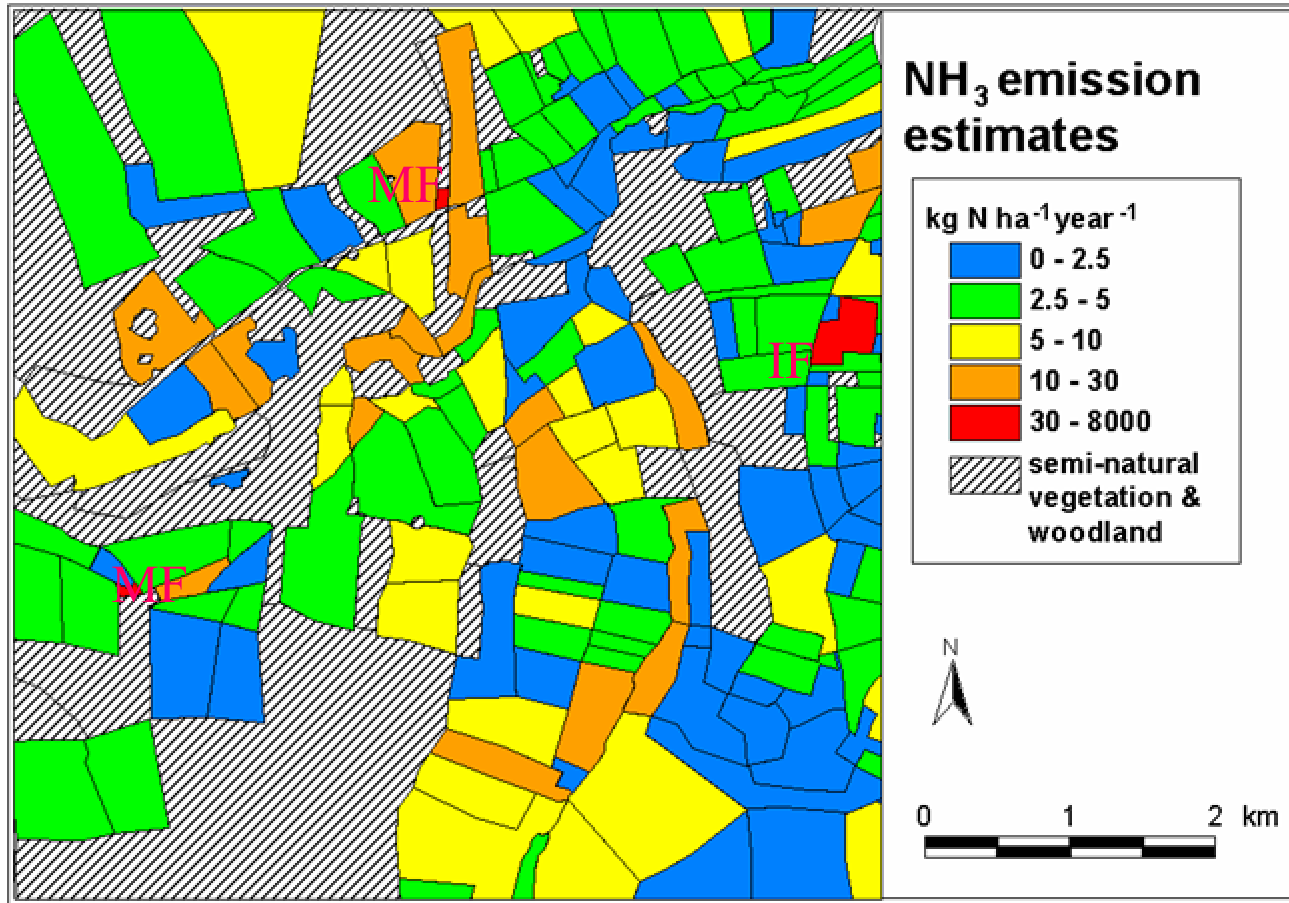 NH₃ emission
estimates
kg N ha⁻¹ year⁻¹
0 - 2.5
2.5 - 5
5 - 10
10 - 30
30 - 8000
semi-natural
vegetation &
woodland
MF
IF
MF
N
0 1 2 km